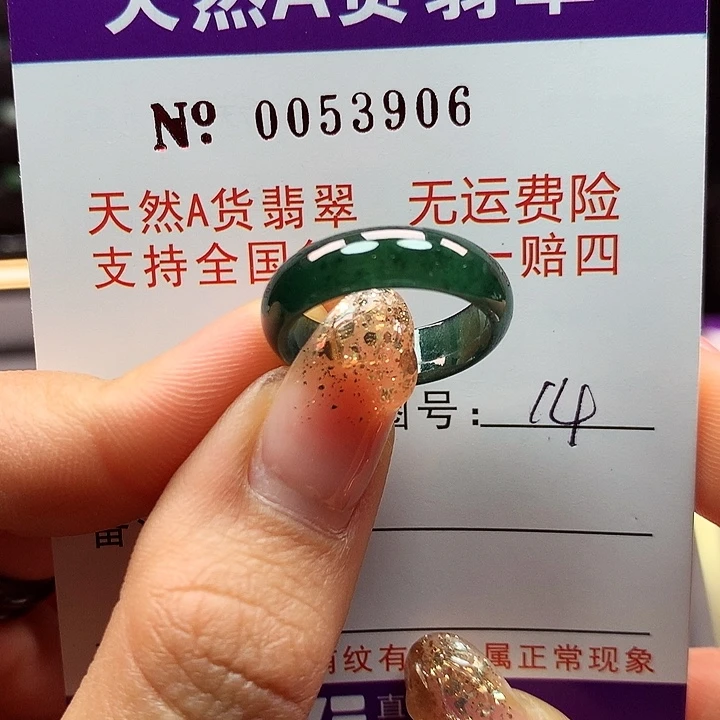 天然A货翡翠
Nº 0053906
天然A货翡翠 无运费险
支持全国 一赔四
号: 14
纹有 属正常现象
直